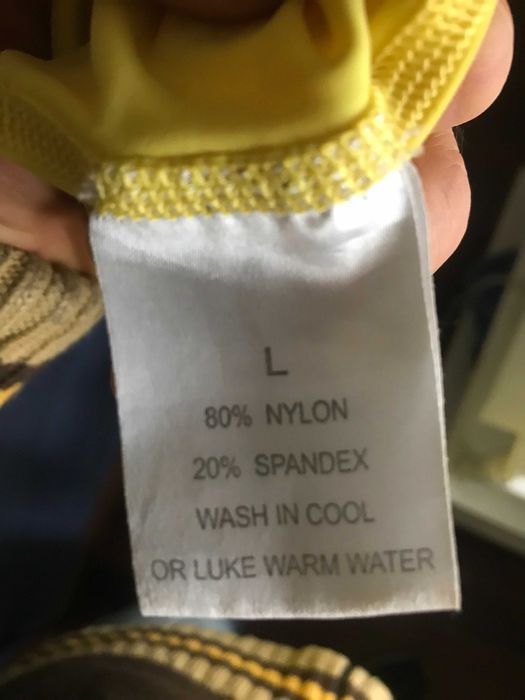 L
80% NYLON
20% SPANDEX
WASH IN COOL
OR LUKE WARM WATER